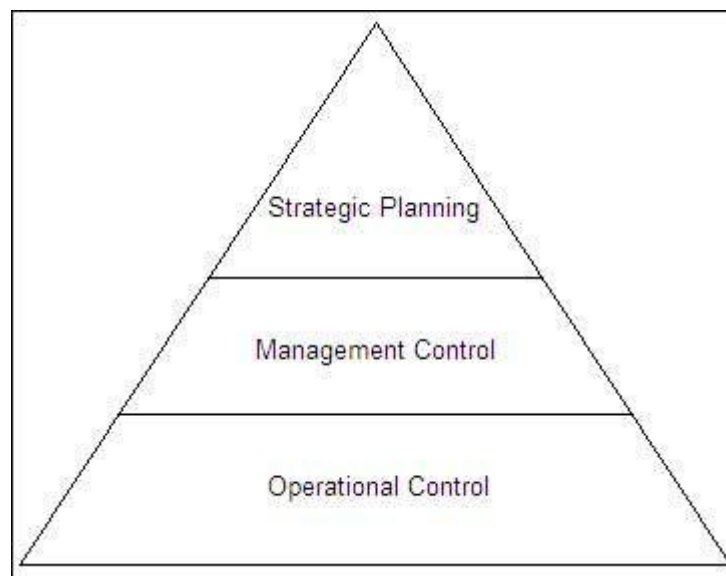 Strategic Planning
Management Control
Operational Control